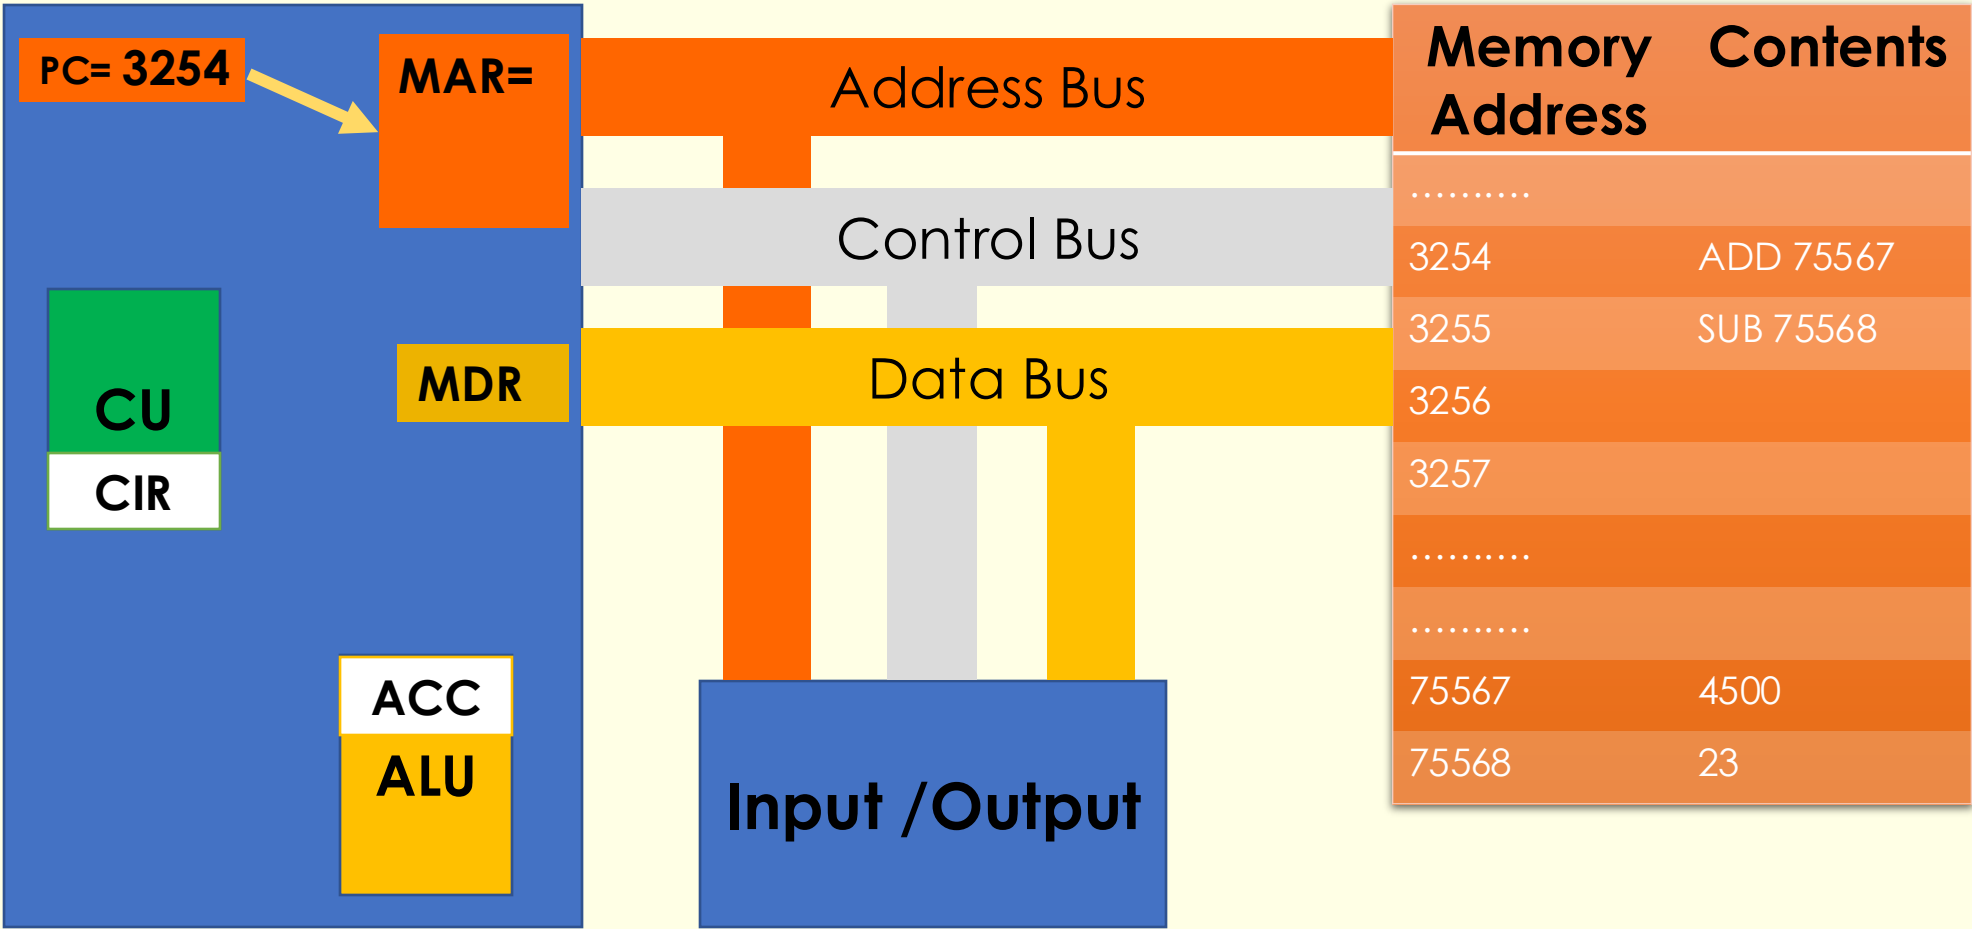 PC= 3254
MAR=
Address Bus
Control Bus
MDR
Data Bus
CU
CIR
ACC
ALU
Input /Output
Memory Address Contents
..........
3254 ADD 75567
3255 SUB 75568
3256
3257
..........
..........
75567 4500
75568 23